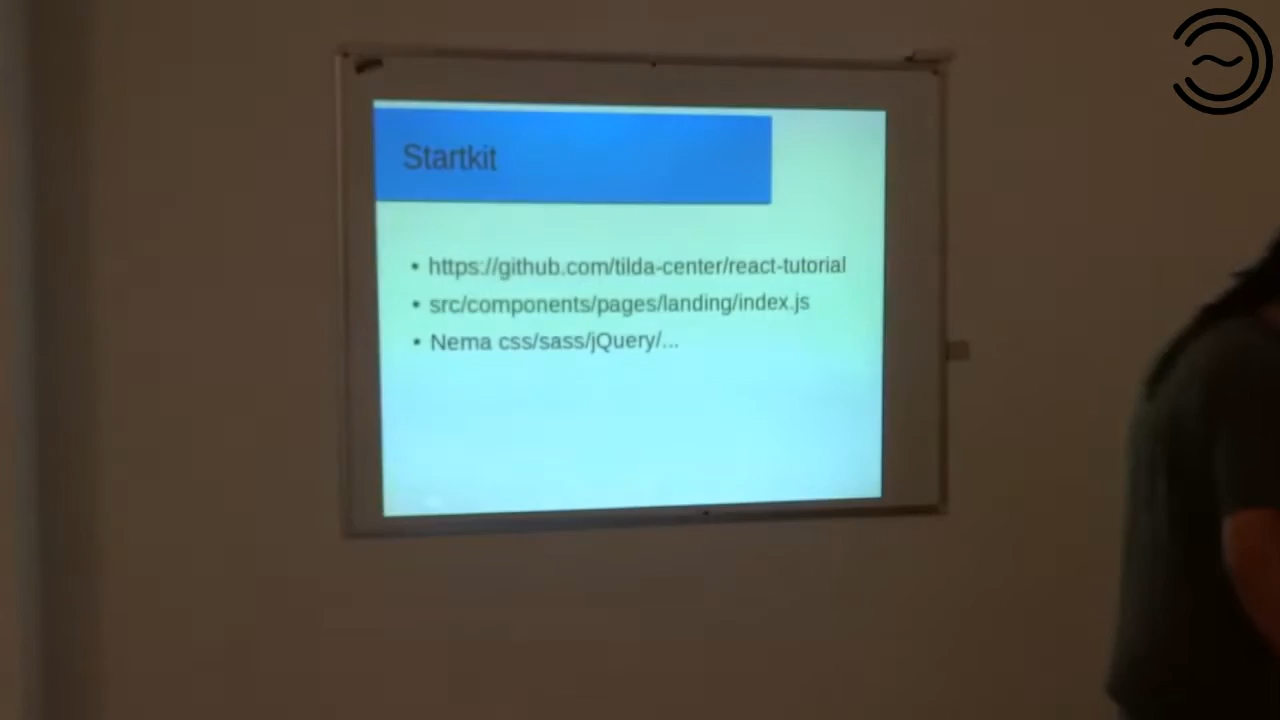 Startkit
• https://github.com/tilda-center/react-tutorial
• src/components/pages/landing/index.js
• Nema css/sass/jQuery/...